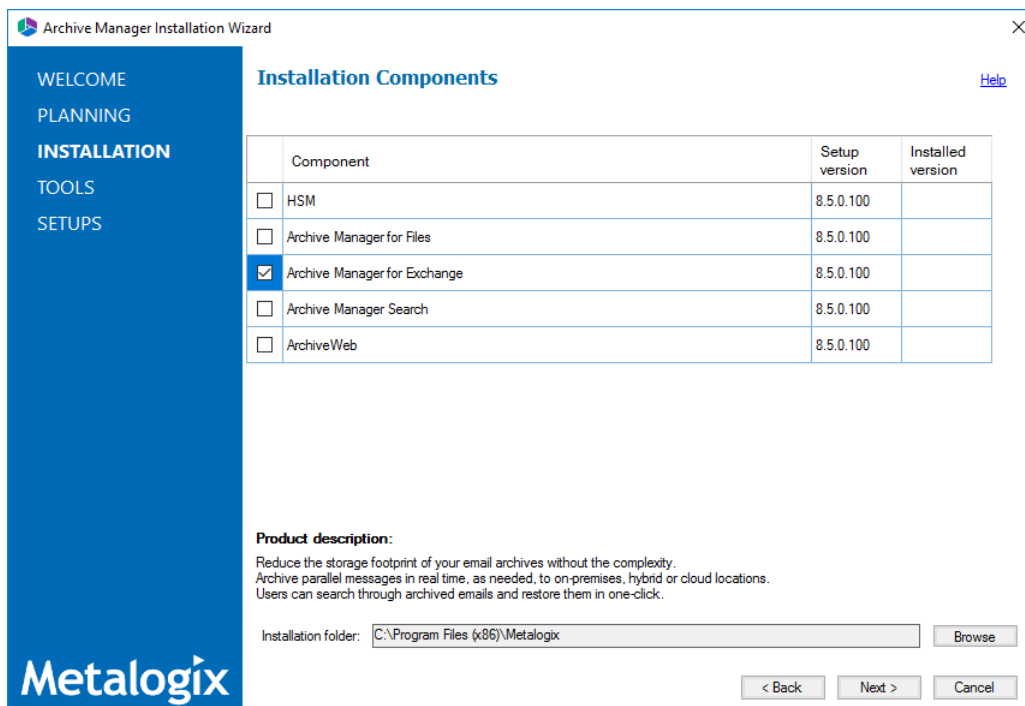 Archive Manager Installation Wizard
WELCOME
PLANNING
INSTALLATION
TOOLS
SETUPS
Metalogix
Installation Components
Help
Component Setup version Installed version
HSM 8.5.0.100
Archive Manager for Files 8.5.0.100
Archive Manager for Exchange 8.5.0.100
Archive Manager Search 8.5.0.100
ArchiveWeb 8.5.0.100
Product description:
Reduce the storage footprint of your email archives without the complexity.
Archive parallel messages in real time, as needed, to on-premises, hybrid or cloud locations.
Users can search through archived emails and restore them in one-click.
Installation folder: C:\Program Files (x86)\Metalogix Browse
< Back Next > Cancel